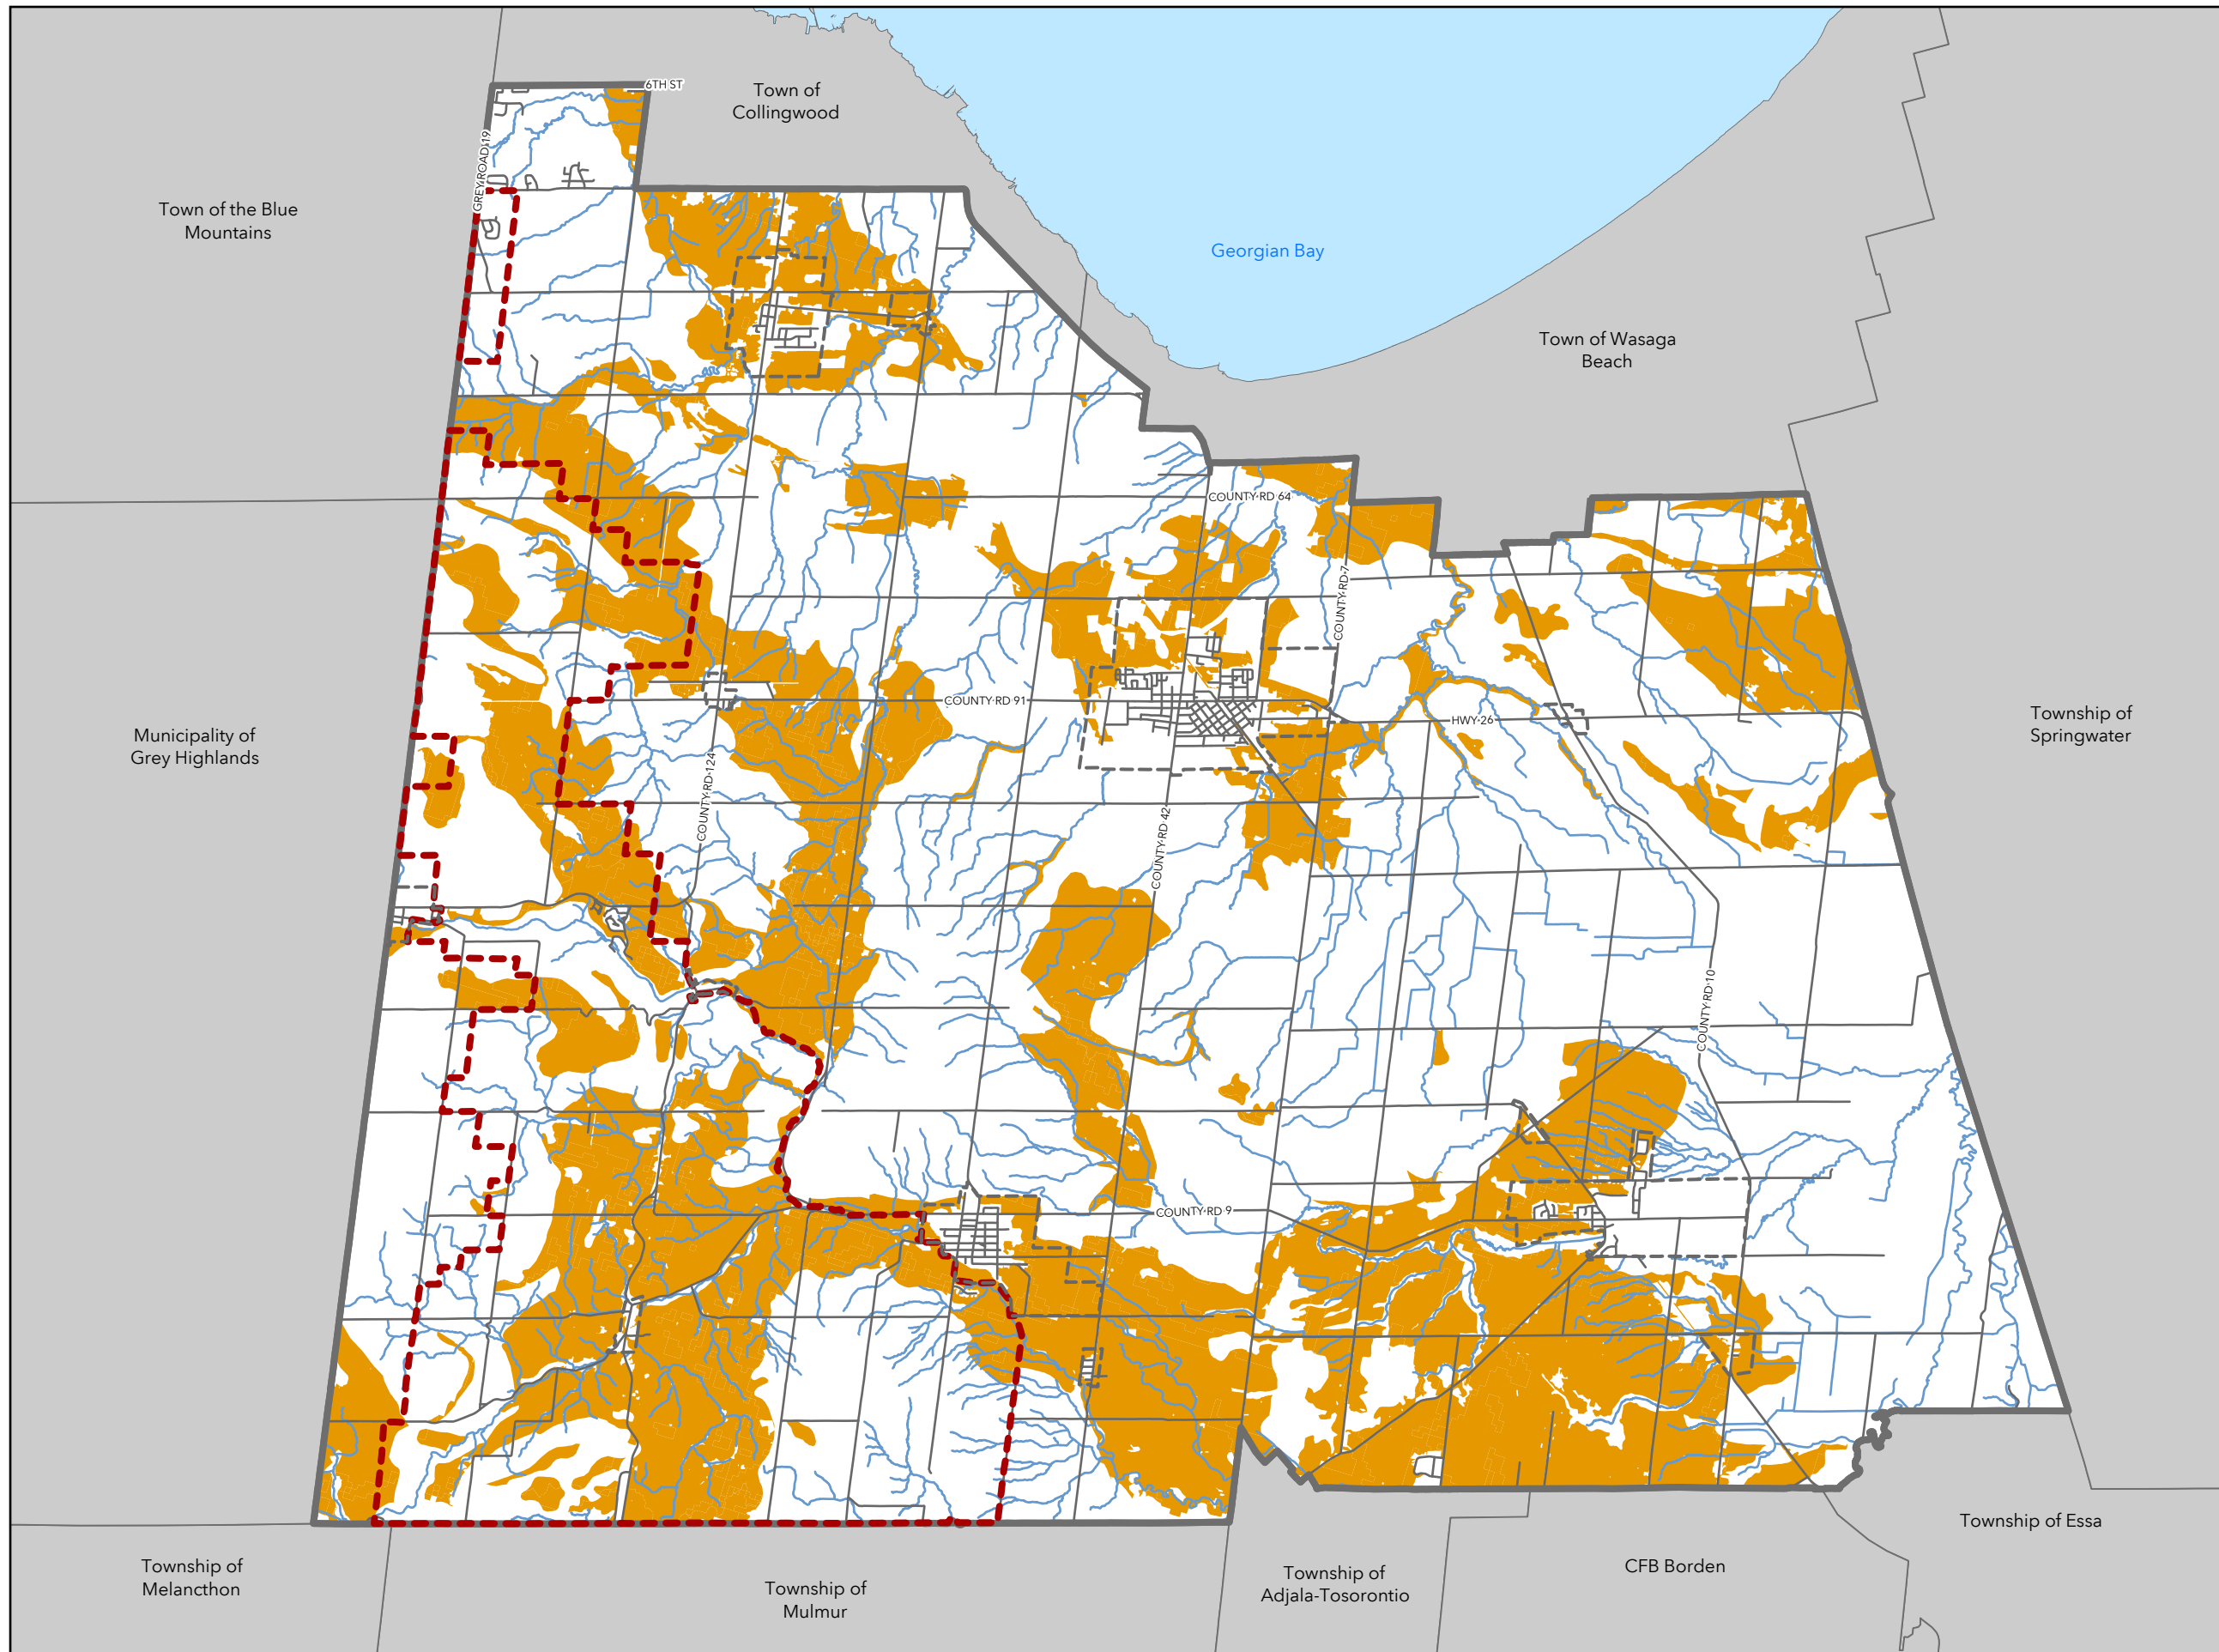 6TH ST
Town of
Collingwood
GREY ROAD 19
Town of the Blue
Mountains
Georgian Bay
Town of Wasaga
Beach
COUNTY RD 64
COUNTY RD 7
COUNTY RD 91
HWY 26
Township of
Springwater
Municipality of
Grey Highlands
COUNTY RD 124
COUNTY RD 42
COUNTY RD 10
COUNTY RD 9
Township of Essa
Township of
Melancthon
Township of
Mulmur
Township of
Adjala-Tosorontio
CFB Borden